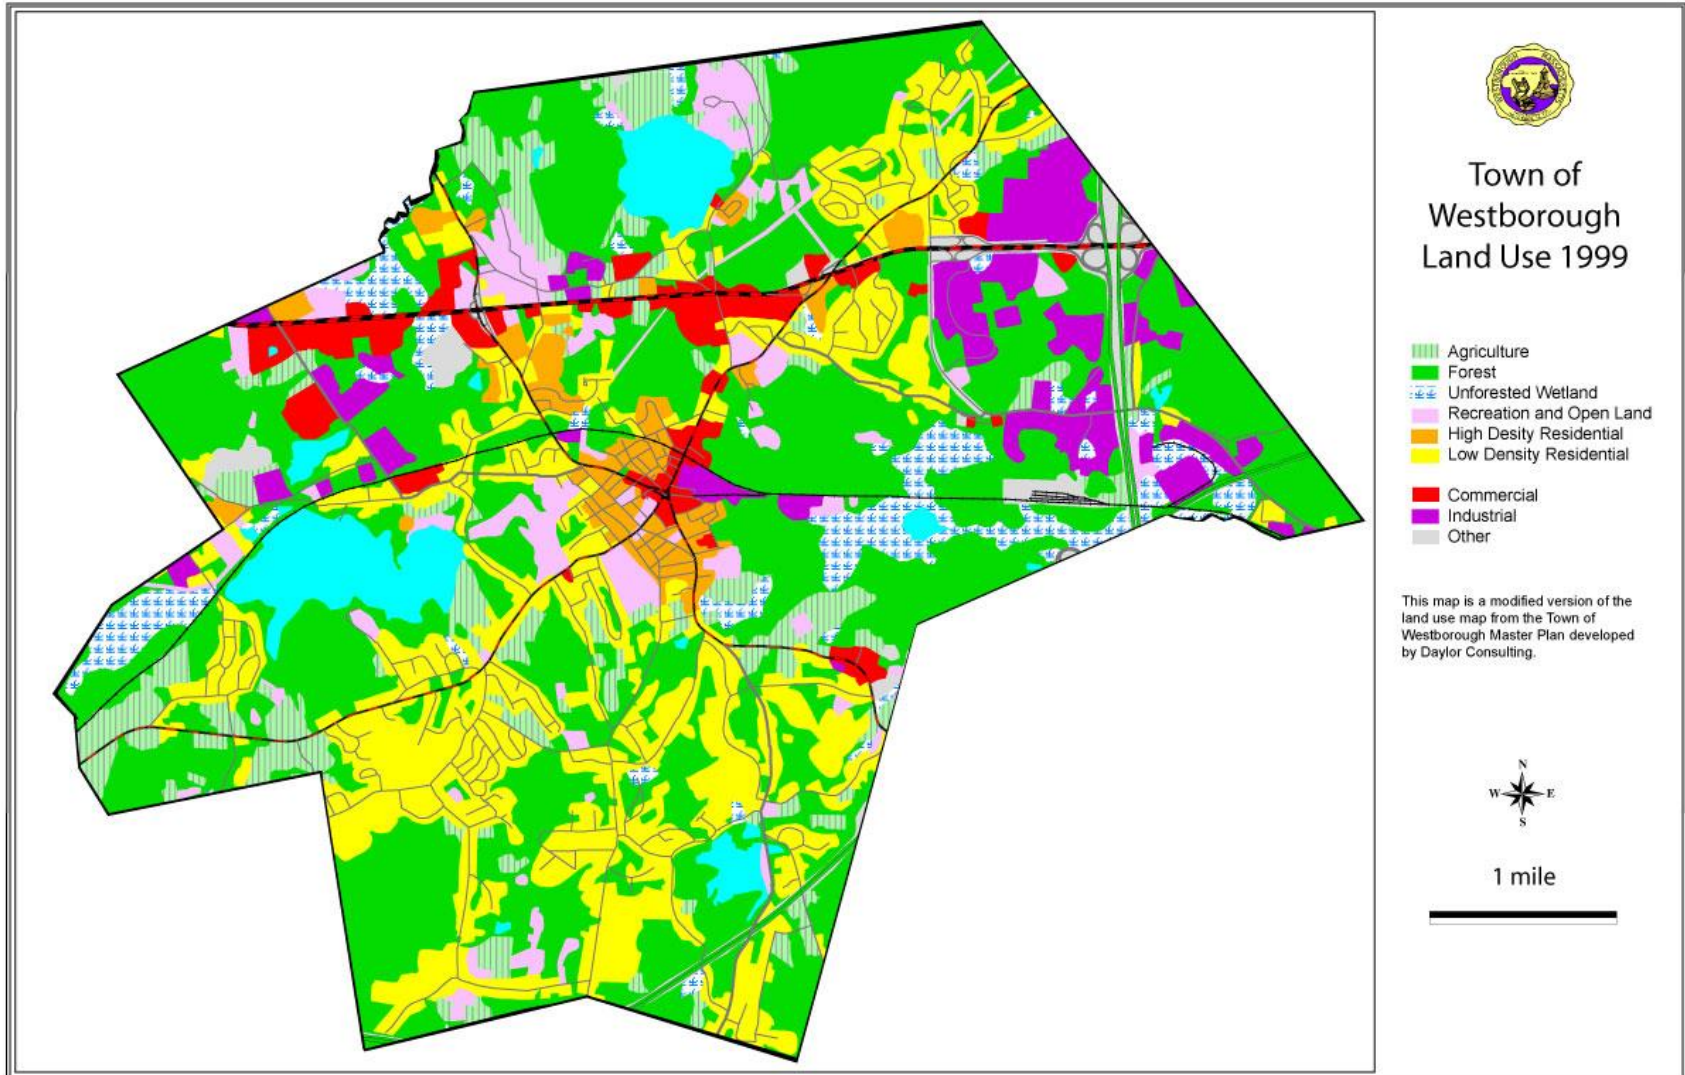 Town of
Westborough
Land Use 1999
Agriculture
Forest
Unforested Wetland
Recreation and Open Land
High Desity Residential
Low Density Residential
Commercial
Industrial
Other
This map is a modified version of the
land use map from the Town of
Westborough Master Plan developed
by Daylor Consulting.
N
W E
S
1 mile